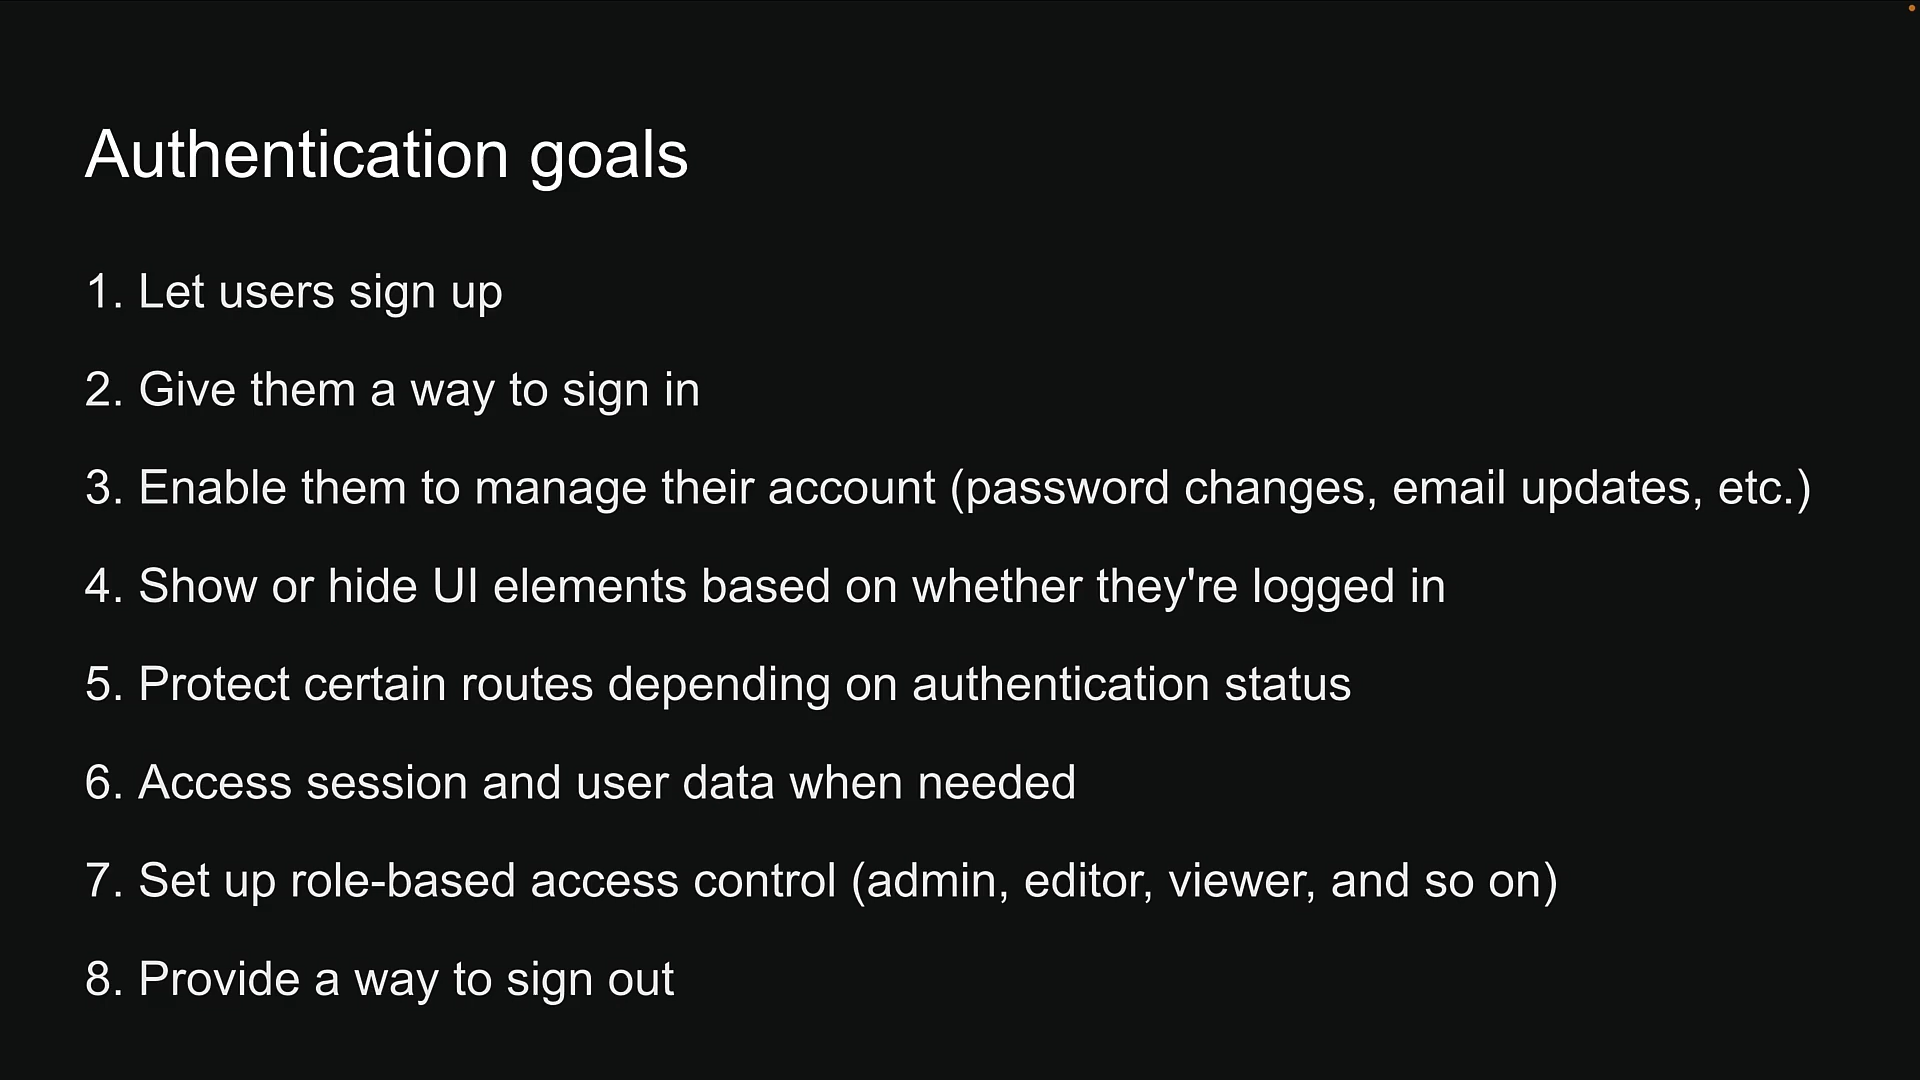 Authentication goals
1. Let users sign up
2. Give them a way to sign in
3. Enable them to manage their account (password changes, email updates, etc.)
4. Show or hide UI elements based on whether they're logged in
5. Protect certain routes depending on authentication status
6. Access session and user data when needed
7. Set up role-based access control (admin, editor, viewer, and so on)
8. Provide a way to sign out